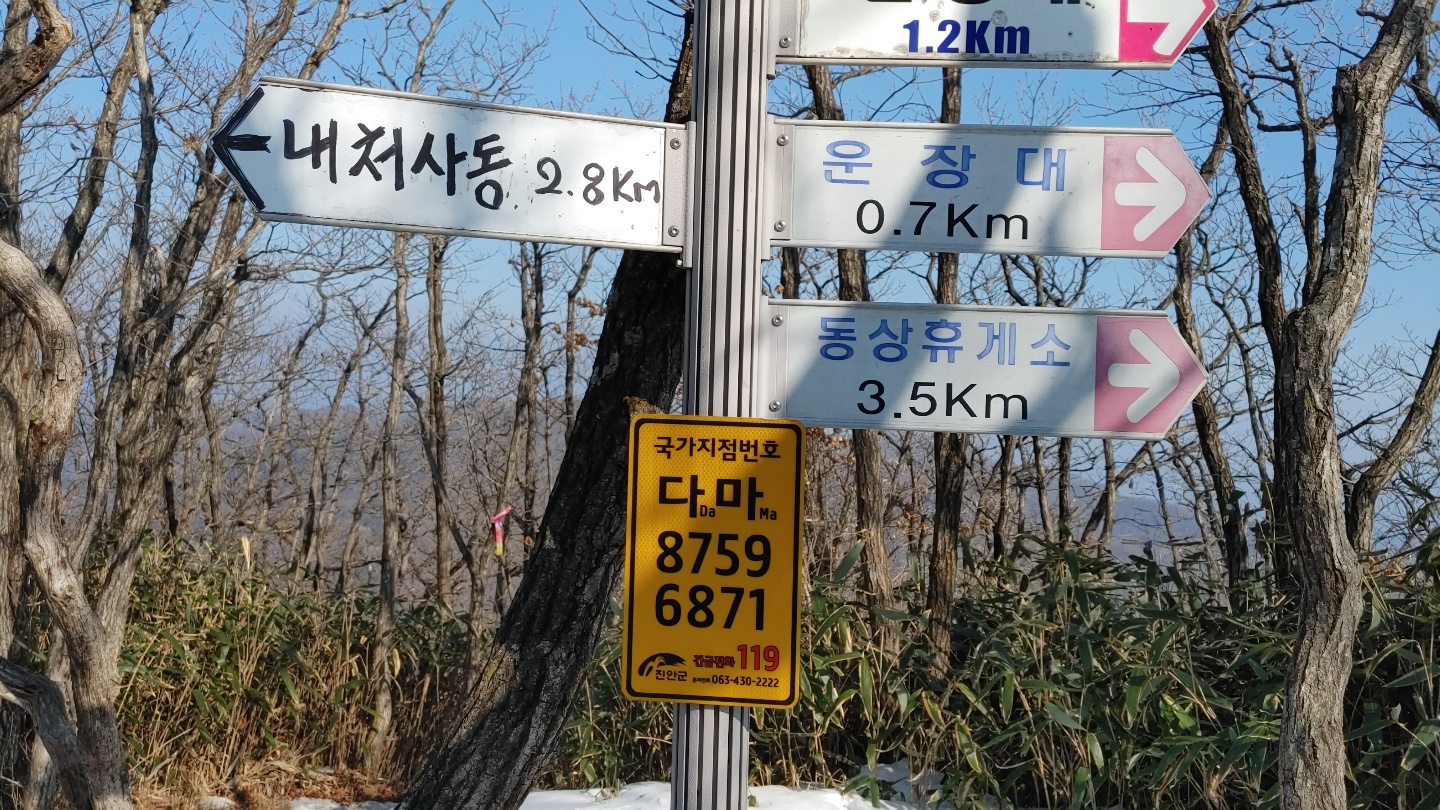 1.2Km
내처사동 2.8Km
운장대
0.7Km
동상휴게소
3.5Km
국가지점번호
다Da마Ma
8759
6871
진안군 긴급전화 119
063-430-2222